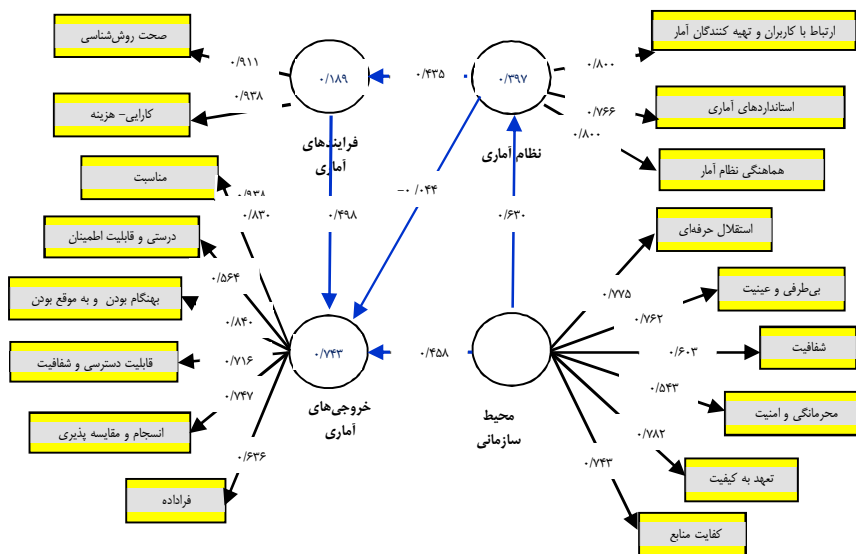 ارتباط با کاربران و تهیه کنندگان آمار
صحت روش‌شناسی
۰/۹۱۱
۰/۱۸۹
۰/۴۳۵
۰/۳۹۷
۰/۸۰۰
کارایی- هزینه
۰/۹۳۸
۰/۷۶۶
استانداردهای آماری
۰/۸۰۰
فرایندهای
آماری
نظام آماری
هماهنگی نظام آمار
مناسبت
۰/۹۳۸
۰/۸۳۰
-۰/۰۴۴
۰/۴۹۸
۰/۶۳۰
استقلال حرفه‌ای
درستی و قابلیت اطمینان
۰/۵۶۴
۰/۷۷۵
بی‌طرفی و عینیت
بهنگام بودن و به موقع بودن
۰/۸۴۰
۰/۷۶۲
قابلیت دسترسی و شفافیت
۰/۷۱۶
۰/۷۴۳
۰/۴۵۸
۰/۶۰۳
شفافیت
۰/۷۴۷
۰/۵۴۳
محرمانگی و امنیت
خروجی‌های
آماری
محیط
سازمانی
انسجام و مقایسه پذیری
۰/۶۳۶
۰/۷۸۲
۰/۷۴۳
تعهد به کیفیت
فراداده
کفایت منابع